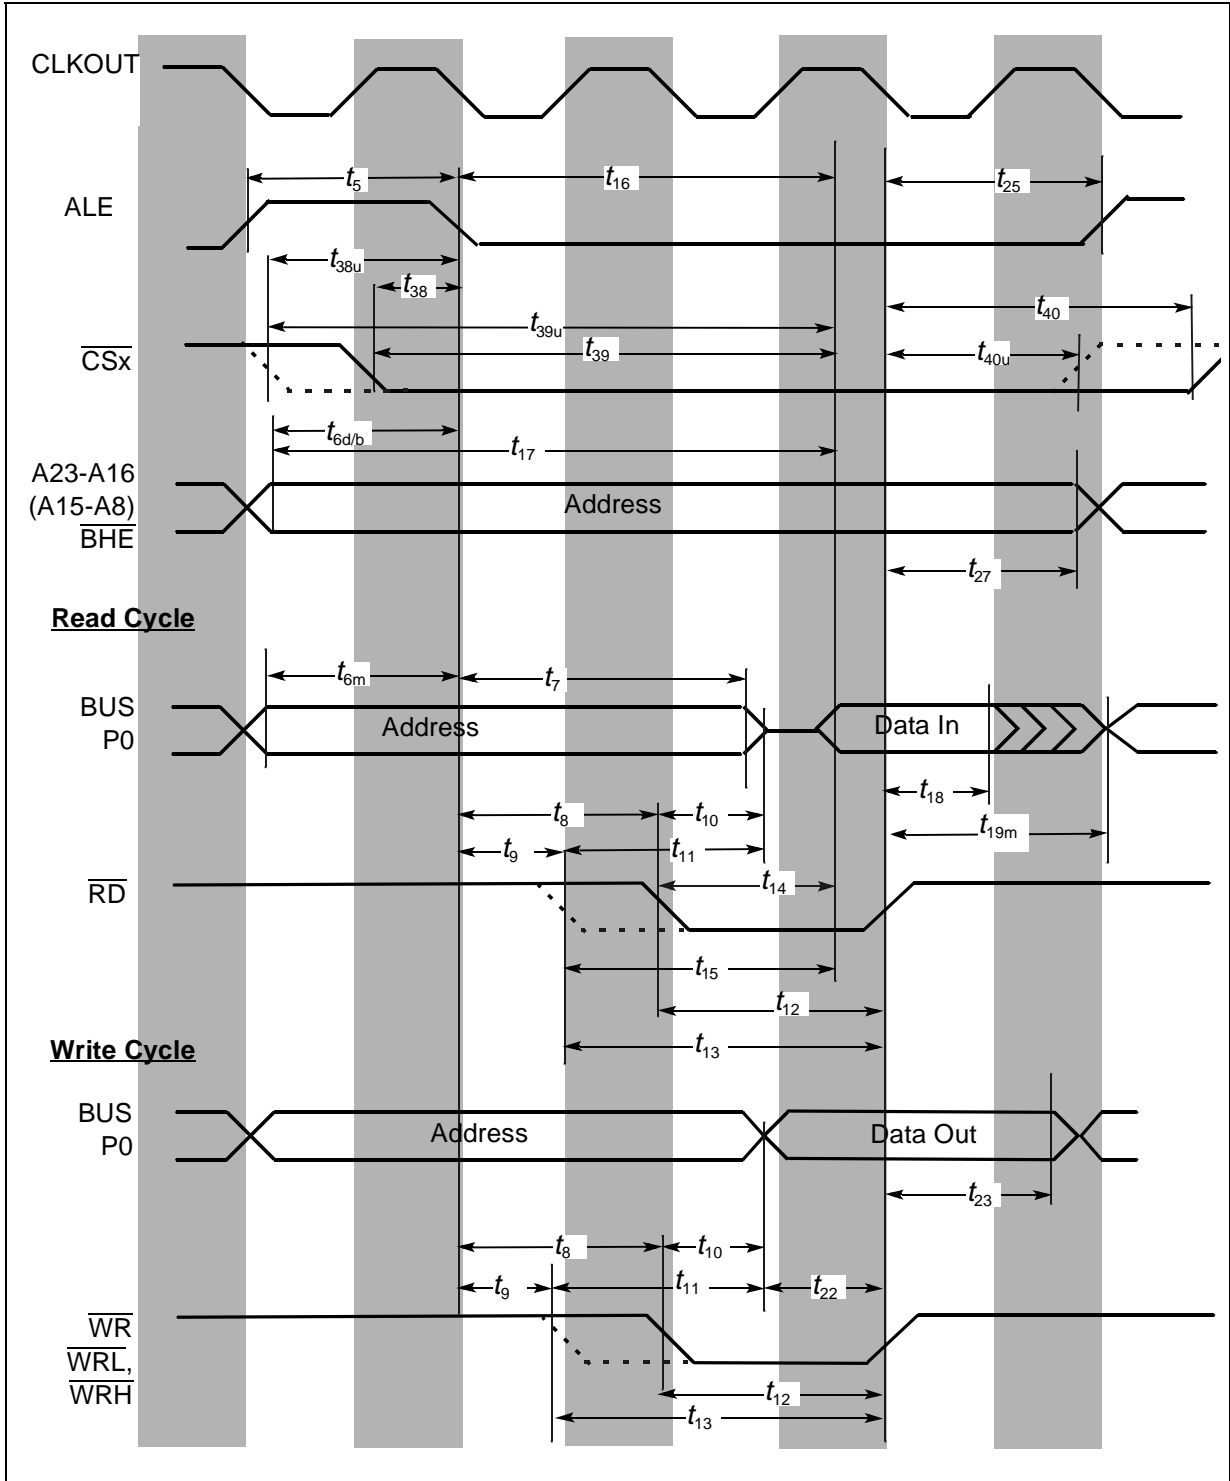 CLKOUT
t5
t16
t25
ALE
t38u
t38
t40
t39u
CSx
t39
t40u
t6d/b
t17
A23-A16
(A15-A8)
Address
BHE
t27
Read Cycle
t6m
t7
BUS
P0
Address
Data In
t18
t8
t10
t19m
t9
t11
RD
t14
t15
t12
Write Cycle
t13
BUS
P0
Address
Data Out
t23
t8
t10
t9
t11
t22
WR
WRL,
WRH
t12
t13